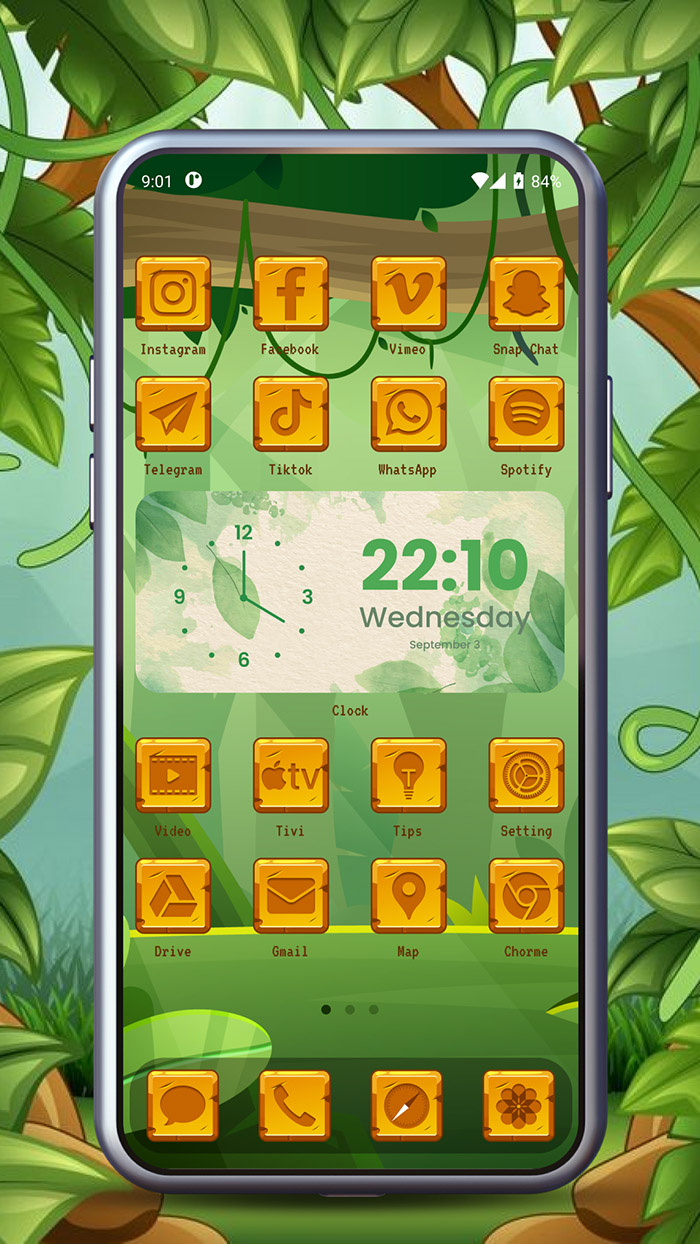 9:01 84%
Instagram Facebook Vimeo Snap Chat
Telegram Tiktok WhatsApp Spotify
12
9 3
6
22:10
Wednesday
September 3
Clock
tv
Video Tivi Tips Setting
Drive Gmail Map Chorme